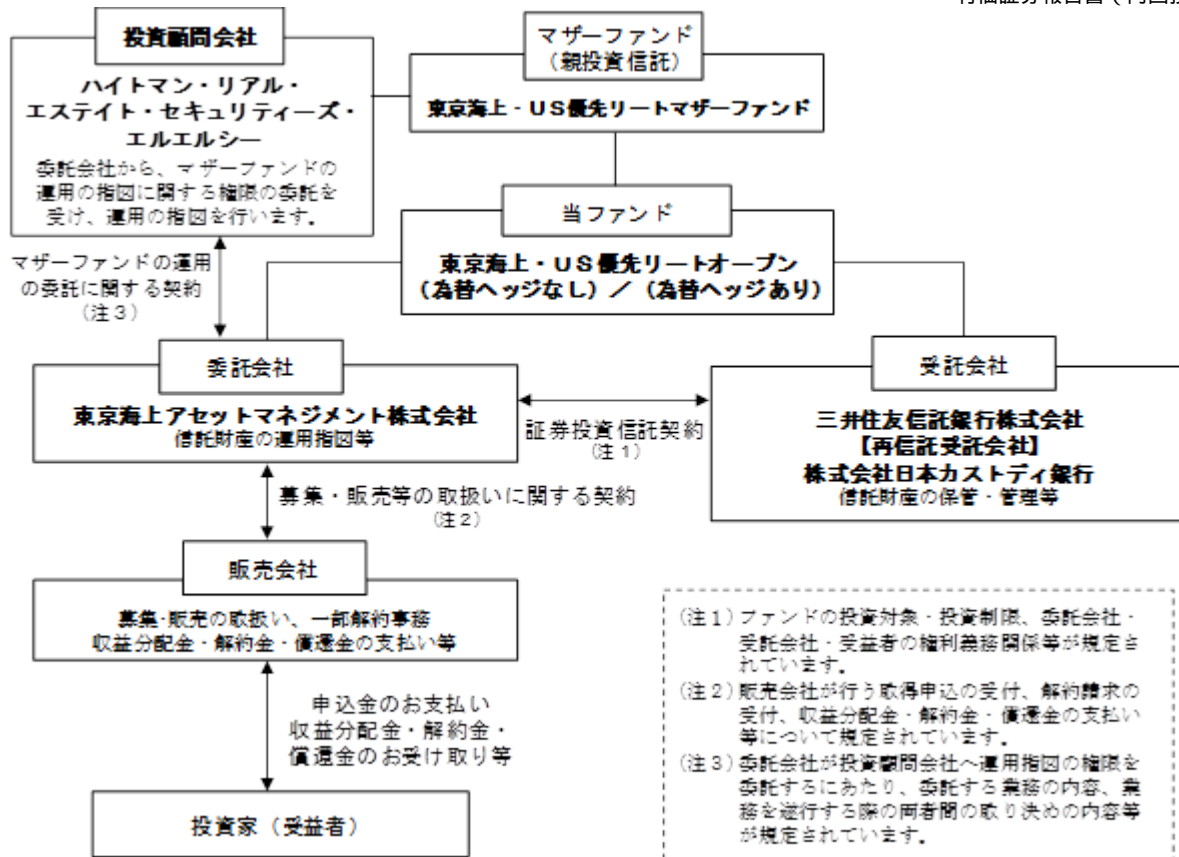 投資顧問会社
ハイトマン・リアル・
エステイト・セキュリティーズ・
エルエルシー
委託会社から、マザーファンドの
運用の指図に関する権限の委託を
受け、運用の指図を行います。
マザーファンド
（親投資信託）
東京海上・US優先リートマザーファンド
当ファンド
東京海上・US優先リートオープン
（為替ヘッジなし）／（為替ヘッジあり）
マザーファンドの運用
の委託に関する契約
（注３）
委託会社
東京海上アセットマネジメント株式会社
信託財産の運用指図等
証券投資信託契約
（注１）
受託会社
三井住友信託銀行株式会社
【再信託受託会社】
株式会社日本カストディ銀行
信託財産の保管・管理等
募集・販売等の取扱いに関する契約
（注２）
販売会社
募集・販売の取扱い、一部解約事務
収益分配金・解約金・償還金の支払い等
申込金のお支払い
収益分配金・解約金・
償還金のお受け取り等
投資家（受益者）
（注１）ファンドの投資対象・投資制限、委託会社・
受託会社・受益者の権利義務関係等が規定さ
れています。
（注２）販売会社が行う取得申込の受付、解約請求の
受付、収益分配金・解約金・償還金の支払い
等について規定されています。
（注３）委託会社が投資顧問会社へ運用指図の権限を
委託するにあたり、委託する業務の内容、業
務を遂行する際の両者間の取り決めの内容等
が規定されています。